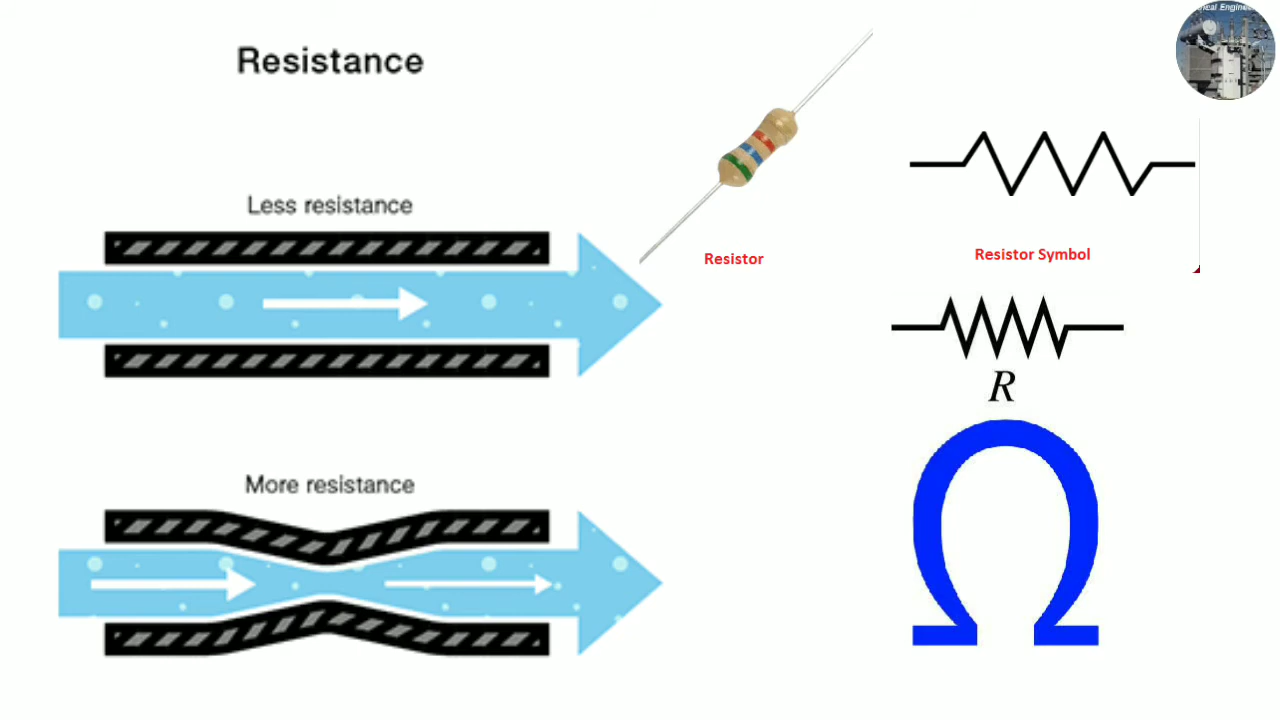 Resistance
Less resistance
Resistor
Resistor Symbol
R
Ω
More resistance